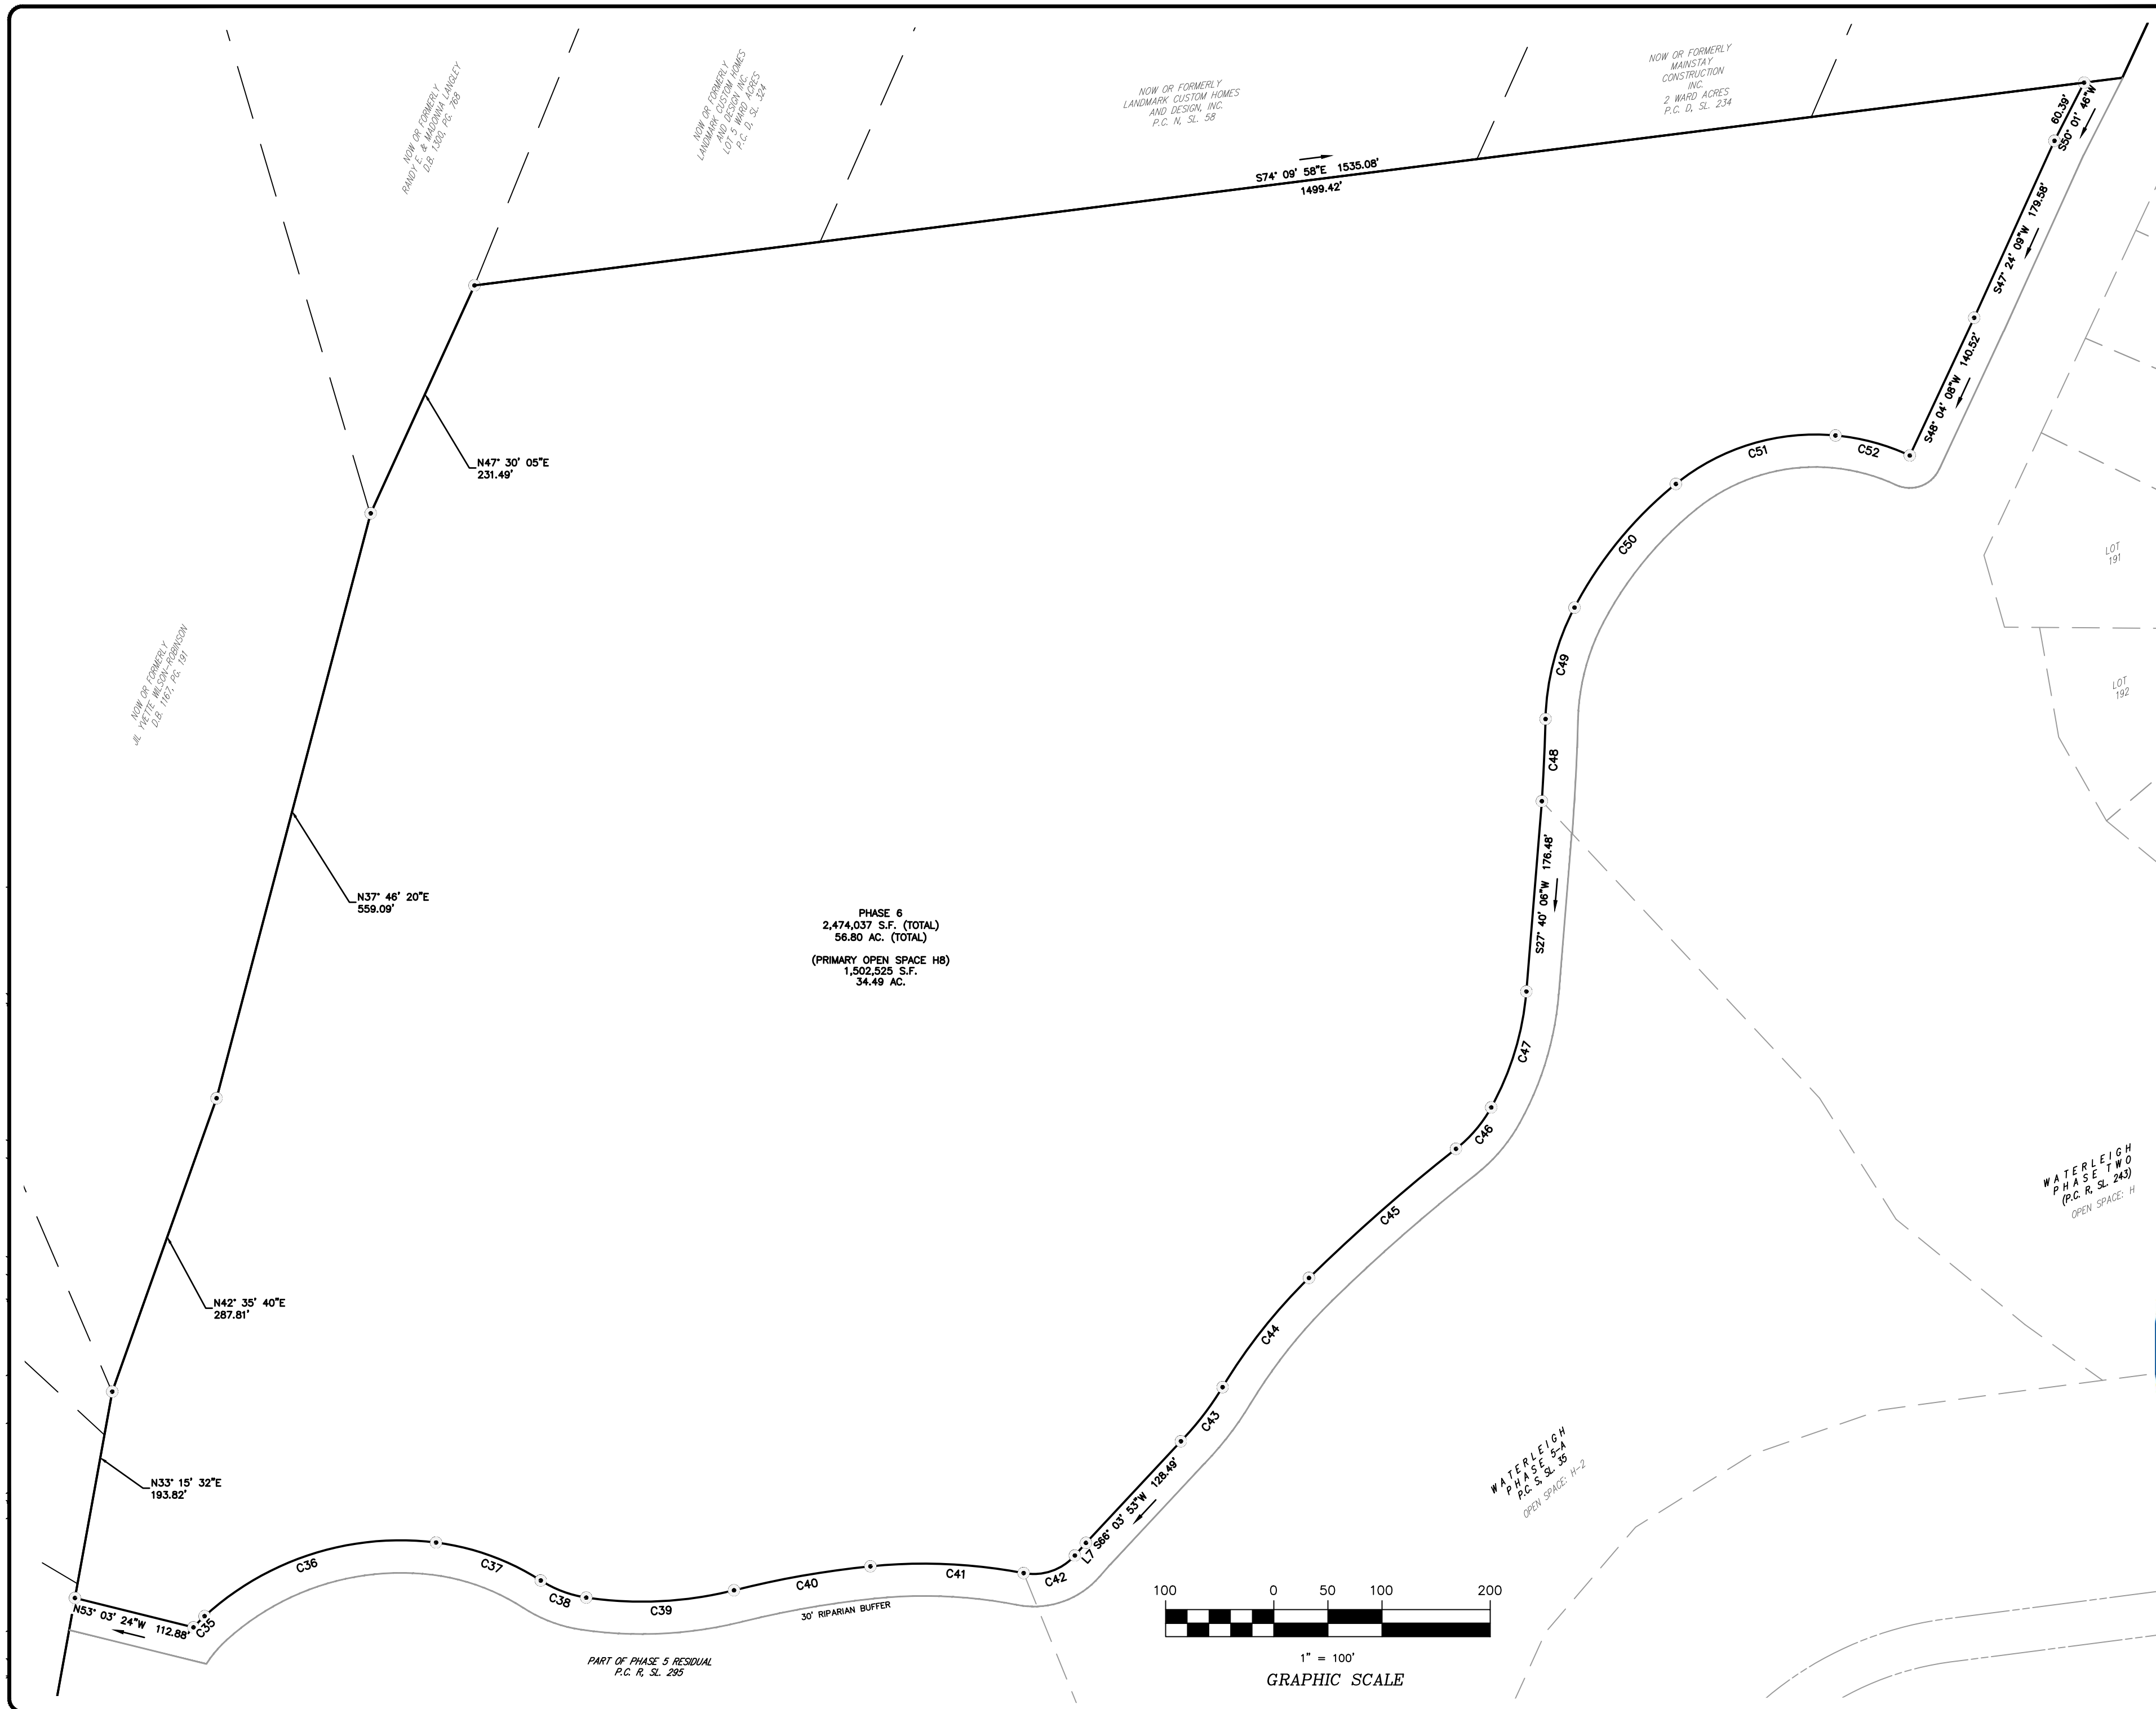 NOW OR FORMERLY
RANDY E. & MADONNA LANGLEY
D.B. 1300, PG. 768
NOW OR FORMERLY
LANDMARK CUSTOM HOMES
AND DESIGN INC.
LOT 5 WARD ACRES
P.C. D, SL. 324
NOW OR FORMERLY
LANDMARK CUSTOM HOMES
AND DESIGN, INC.
P.C. N, SL. 58
NOW OR FORMERLY
MAINSTAY
CONSTRUCTION
INC.
2 WARD ACRES
P.C. D, SL. 234
S74° 09' 58"E 1535.08'
1499.42'
60.39'
S50° 01' 46"W
S47° 24' 09"W 179.58'
S48° 04' 08"W 140.52'
C52
C51
C50
C49
C48
S27° 40' 06"W 176.48'
C47
C46
C45
C44
C43
S66° 03' 53"W 128.49'
L7
C42
C41
C40
C39
C38
C37
C36
C35
N53° 03' 24"W 112.88'
N47° 30' 05"E
231.49'
N37° 46' 20"E
559.09'
N42° 35' 40"E
287.81'
N33° 15' 32"E
193.82'
NOW OR FORMERLY
JIL YVETTE WILSON-ROBINSON
D.B. 1167, PG. 191
PHASE 6
2,474,037 S.F. (TOTAL)
56.80 AC. (TOTAL)
(PRIMARY OPEN SPACE H8)
1,502,525 S.F.
34.49 AC.
LOT
191
LOT
192
WATERLEIGH
PHASE TWO
(P.C. R, SL. 243)
OPEN SPACE: H
WATERLEIGH
PHASE 5-A
P.C. S, SL. 35
OPEN SPACE: H-2
30' RIPARIAN BUFFER
PART OF PHASE 5 RESIDUAL
P.C. R, SL. 295
100 0 50 100 200
1" = 100'
GRAPHIC SCALE